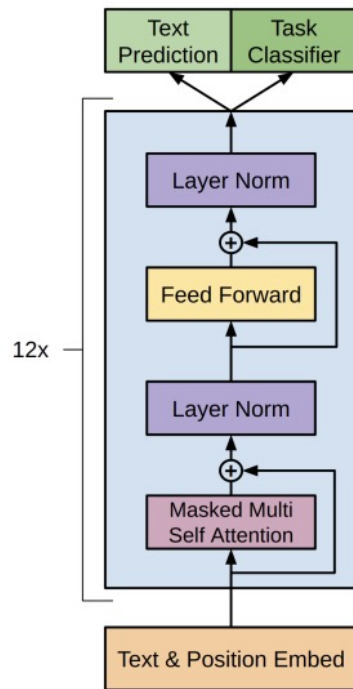 Text
Prediction
Task
Classifier
Layer Norm
Feed Forward
12x
Layer Norm
Masked Multi
Self Attention
Text & Position Embed